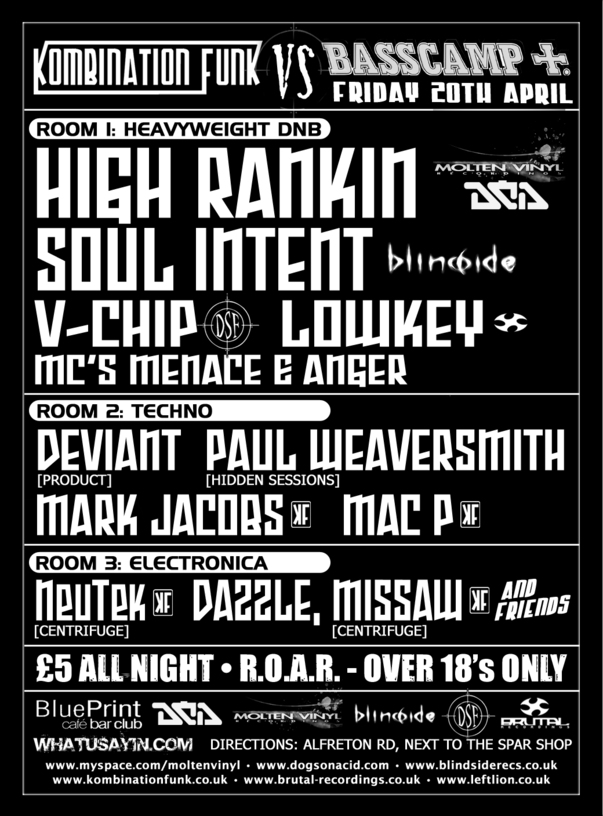 KOMBINATION FUNK VS BASSCAMP
FRIDAY 20TH APRIL
ROOM 1: HEAVYWEIGHT DNB
HIGH RANKIN
MOLTEN VINYL
RECORDINGS
SOUL INTENT blindside
V-CHIP DSF LOWKEY
MC'S MENACE & ANGER
ROOM 2: TECHNO
DEVIANT PAUL WEAVERSMITH
[PRODUCT] [HIDDEN SESSIONS]
MARK JACOBS KF MAC P KF
ROOM 3: ELECTRONICA
NEUTEK KF DAZZLE, MISSAW KF AND FRIENDS
[CENTRIFUGE] [CENTRIFUGE]
£5 ALL NIGHT • R.O.A.R. - OVER 18's ONLY
BluePrint
café bar club
MOLTEN VINYL blindside DSF BRUTAL
WHATUSAYIN.COM DIRECTIONS: ALFRETON RD, NEXT TO THE SPAR SHOP
www.myspace.com/moltenvinyl · www.dogsonacid.com · www.blindsiderecs.co.uk
www.kombinationfunk.co.uk · www.brutal-recordings.co.uk · www.leftlion.co.uk